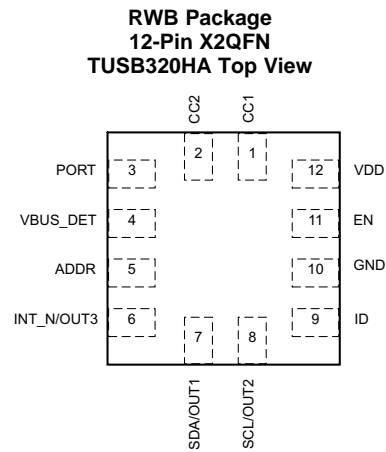 RWB Package
12-Pin X2QFN
TUSB320HA Top View
CC2
CC1
2
1
PORT
3
12
VDD
VBUS_DET
4
11
EN
ADDR
5
10
GND
INT_N/OUT3
6
9
ID
7
8
SDA/OUT1
SCL/OUT2